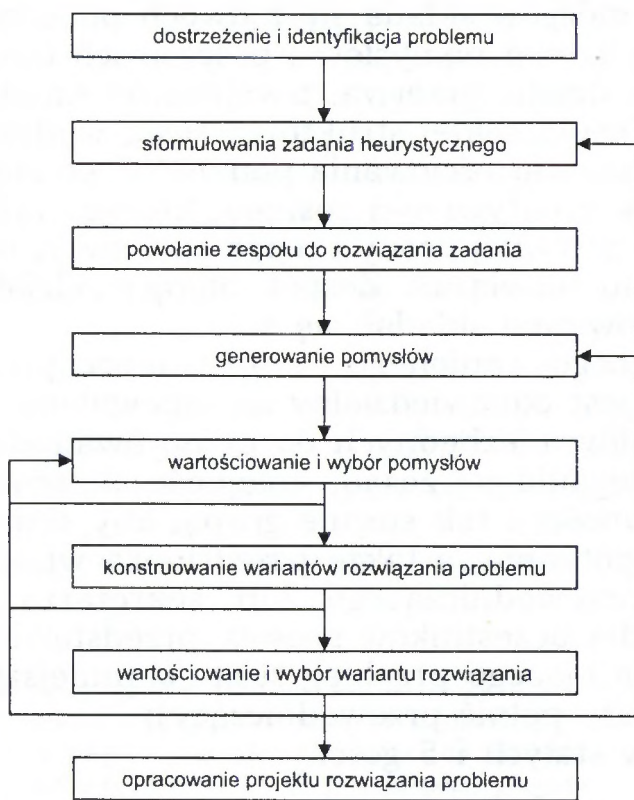 dostrzeżenie i identyfikacja problemu
sformułowania zadania heurystycznego
powołanie zespołu do rozwiązania zadania
generowanie pomysłów
wartościowanie i wybór pomysłów
konstruowanie wariantów rozwiązania problemu
wartościowanie i wybór wariantu rozwiązania
opracowanie projektu rozwiązania problemu